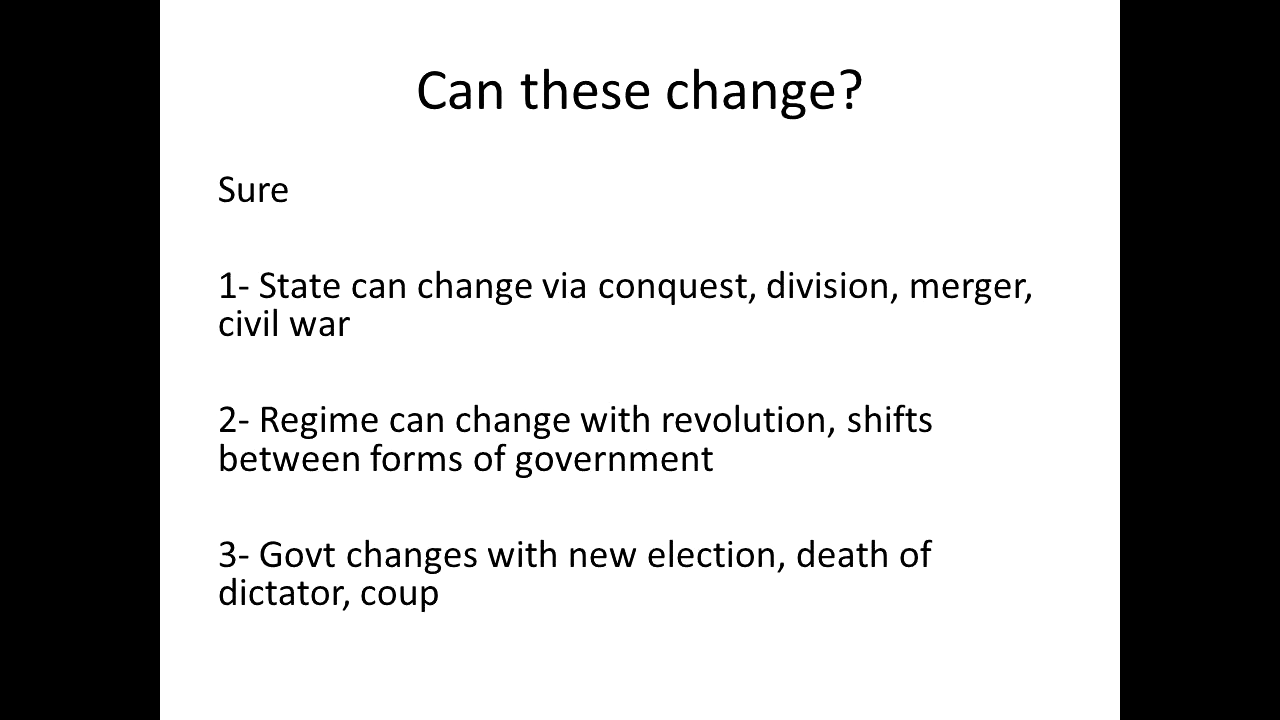 Can these change?
Sure
1- State can change via conquest, division, merger,
civil war
2- Regime can change with revolution, shifts
between forms of government
3- Govt changes with new election, death of
dictator, coup